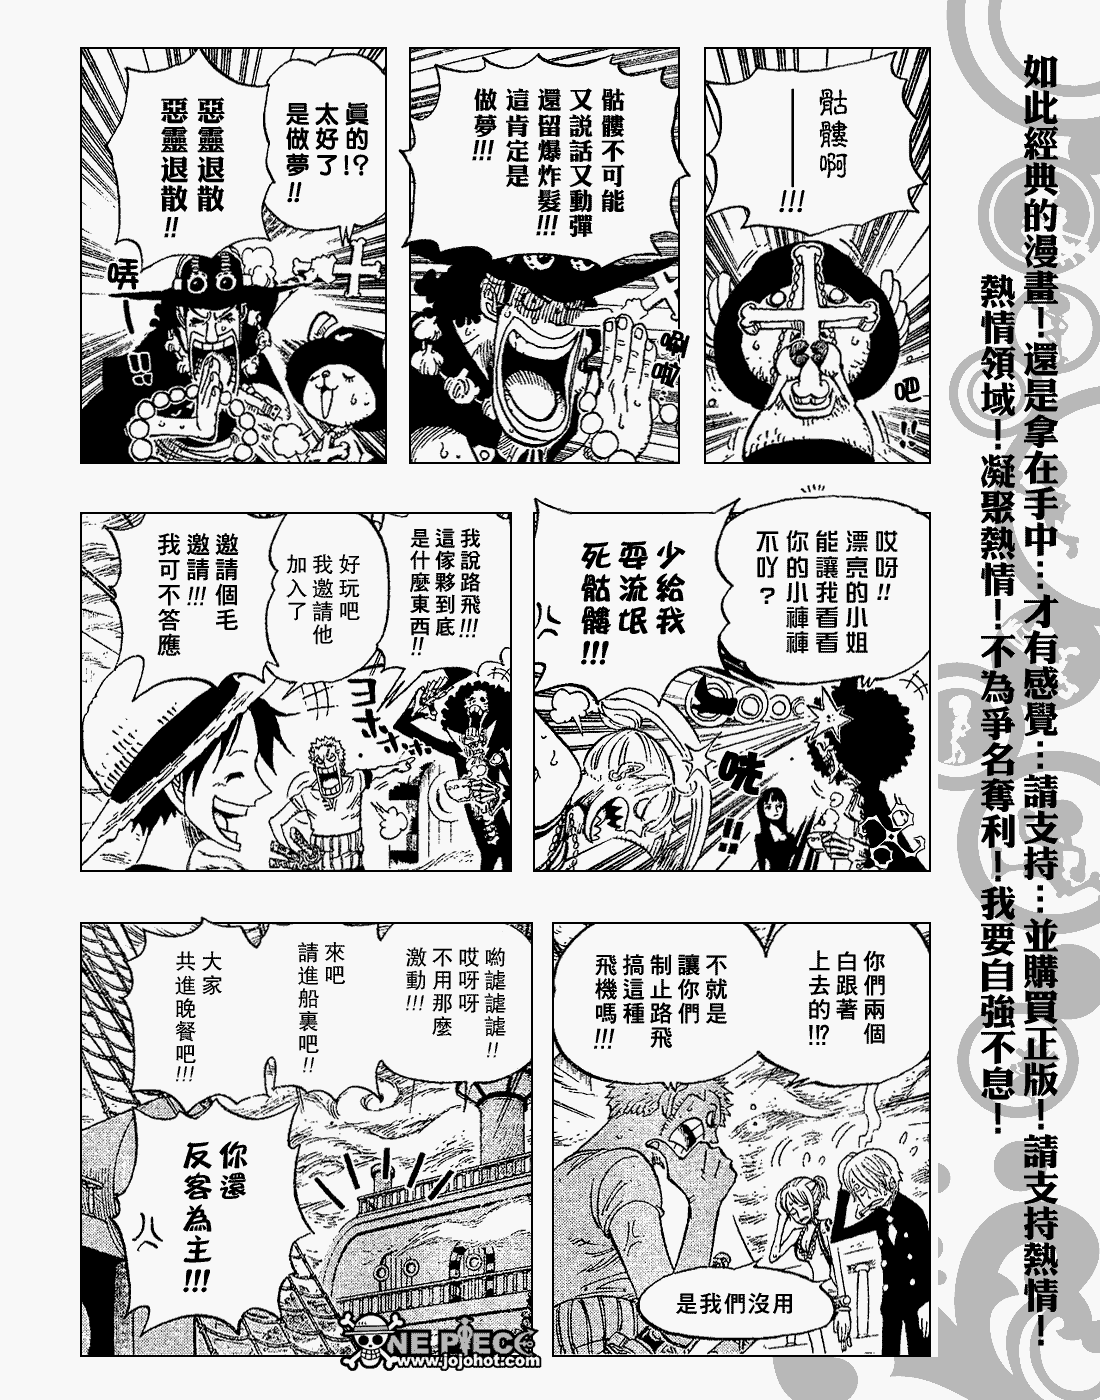 骷髏啊
——!!!
吧
!!
骷髏不可能
又說話又動彈
還留爆炸髮!!!
這肯定是
做夢!!!
啦
真的!?
太好了
是做夢!!
惡靈退散
惡靈退散!!
!!!
哎呀!!
漂亮的小姐
能讓我看看
你的小褲褲
不吖?
少給我
耍流氓
死骷髏!!!
咣
!!
我說路飛!!!
這傢夥到底
是什麼東西!!
好玩吧
我邀請他
加入了
邀請個毛
邀請!!!
我可不答應
ヨホホホ
你們兩個
白跟著
上去的!!?
不就是
讓你們
制止路飛
搞這種
飛機嗎!!!
是我們沒用
喲謔謔謔!!
哎呀呀
不用那麼
激動!!!
來吧
請進船裏吧!!
大家
共進晚餐吧!!!
你還
反客為主!!!
ONE PIECE
www.jojohot.com
如此經典的漫畫！還是拿在手中…才有感覺…請支持…並購買正版！請支持熱情！
熱情領域！凝聚熱情！不為爭名奪利！我要自強不息！